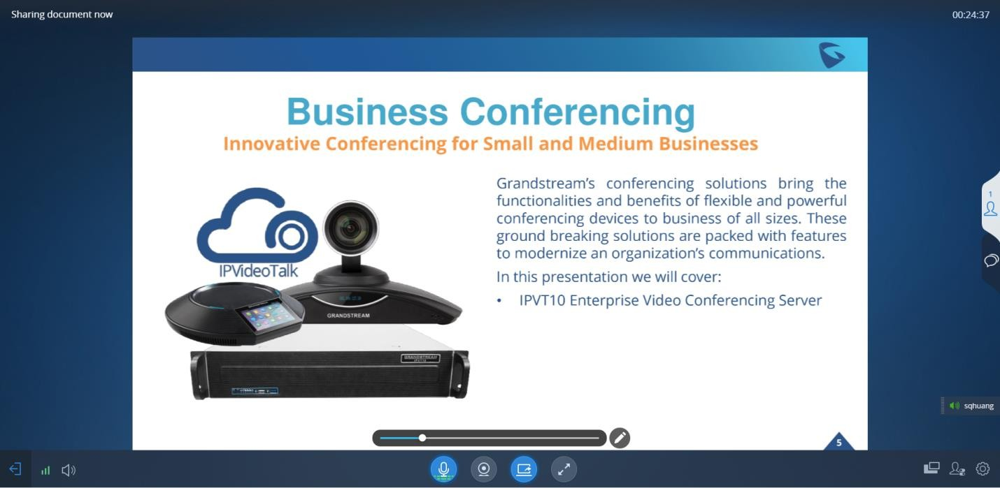 Sharing document now
00:24:37
Business Conferencing
Innovative Conferencing for Small and Medium Businesses
Grandstream's conferencing solutions bring the
functionalities and benefits of flexible and powerful
conferencing devices to business of all sizes. These
ground breaking solutions are packed with features
to modernize an organization's communications.
In this presentation we will cover:
• IPVT10 Enterprise Video Conferencing Server
IPVideoTalk
GRANDSTREAM
GRANDSTREAM
IPVT10
1
sqhuang
5